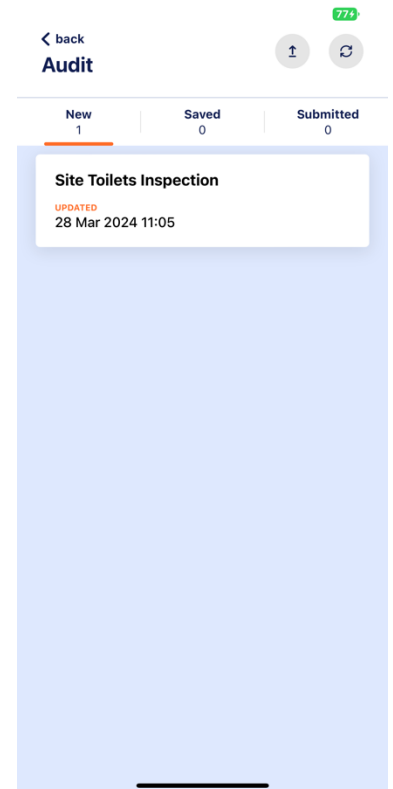 77
back
Audit
New
1
Saved
0
Submitted
0
Site Toilets Inspection
UPDATED
28 Mar 2024 11:05